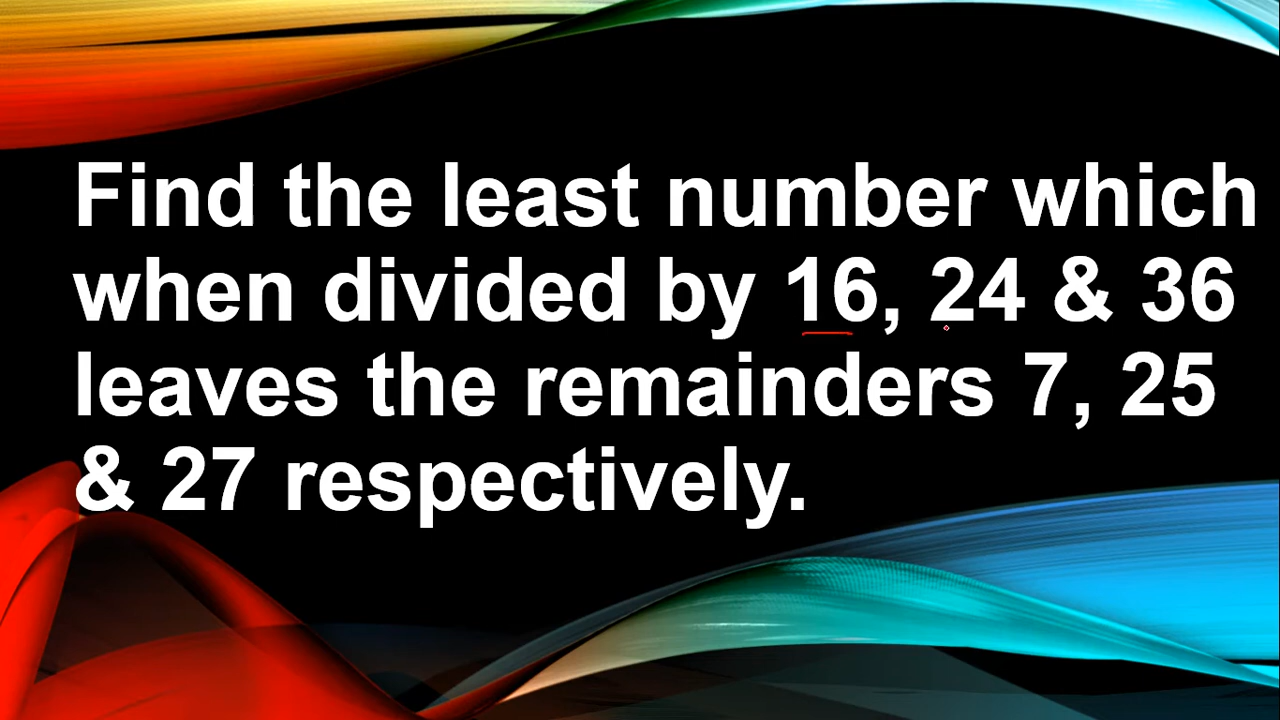 Find the least number which
when divided by 16, 24 & 36
leaves the remainders 7, 25
& 27 respectively.